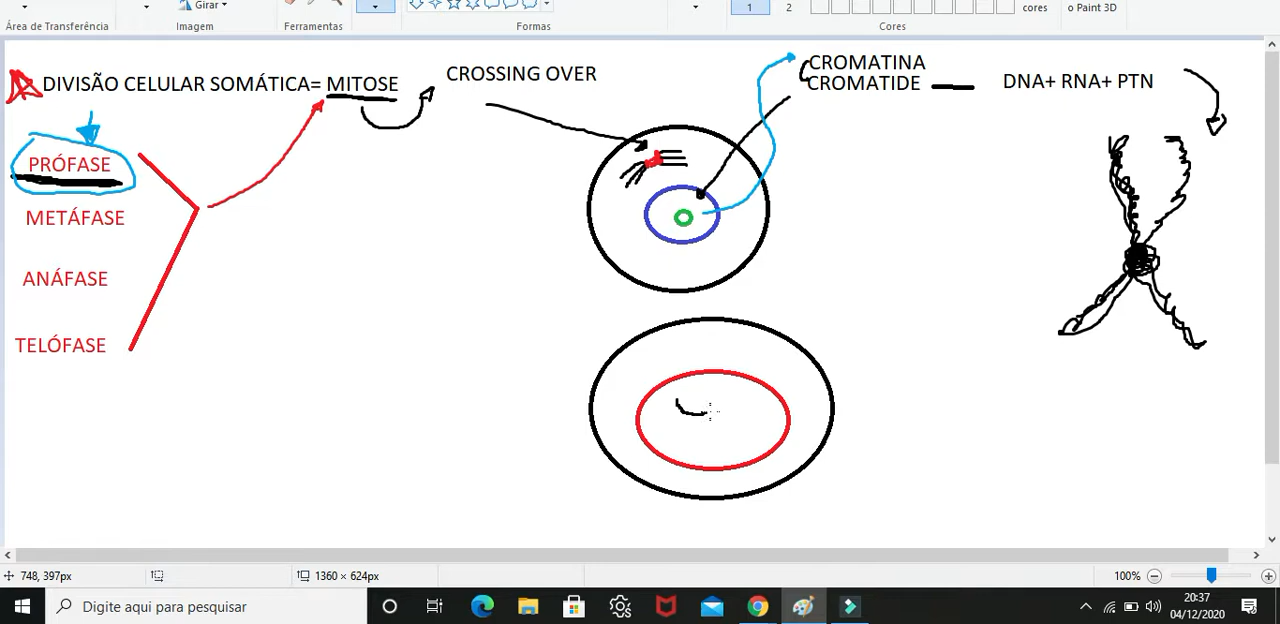 Girar
cores
o Paint 3D
1
2
Área de Transferência
Imagem
Ferramentas
Formas
Cores
DIVISÃO CELULAR SOMÁTICA= MITOSE
CROSSING OVER
CROMATINA
CROMATIDE
DNA+ RNA+ PTN
PRÓFASE
METÁFASE
ANÁFASE
TELÓFASE
748, 397px
1360 × 624px
100%
Digite aqui para pesquisar
20:37
04/12/2020